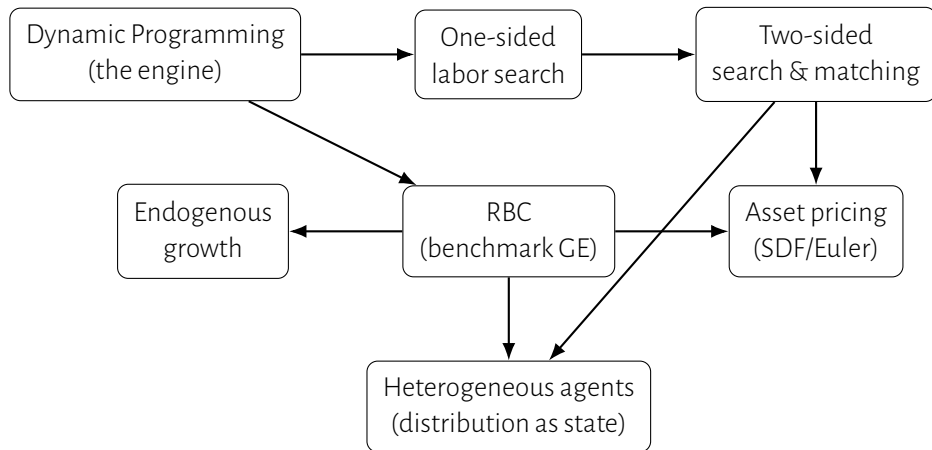 Dynamic Programming
(the engine)
One-sided
labor search
Two-sided
search & matching
Endogenous
growth
RBC
(benchmark GE)
Asset pricing
(SDF/Euler)
Heterogeneous agents
(distribution as state)